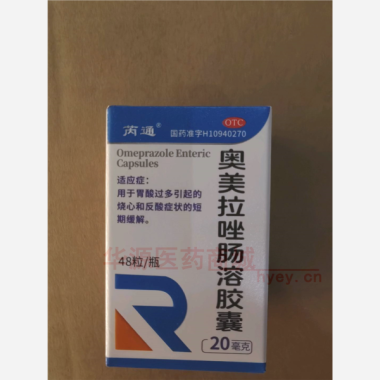 芮通®
OTC
国药准字H10940270
Omeprazole Enteric
Capsules
适应症:
用于胃酸过多引起的
烧心和反酸症状的短
期缓解。
48粒/瓶
奥美拉唑肠溶胶囊
20毫克
华源医药商城
hyey.cn